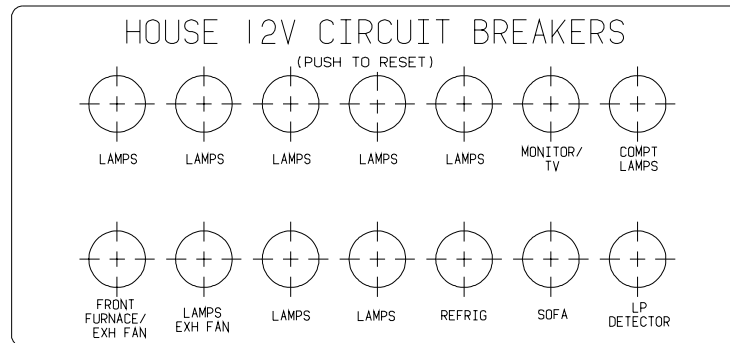 HOUSE 12V CIRCUIT BREAKERS
(PUSH TO RESET)
LAMPS
LAMPS
LAMPS
LAMPS
LAMPS
MONITOR/
TV
COMPT
LAMPS
FRONT
FURNACE/
EXH FAN
LAMPS
EXH FAN
LAMPS
LAMPS
REFRIG
SOFA
LP
DETECTOR